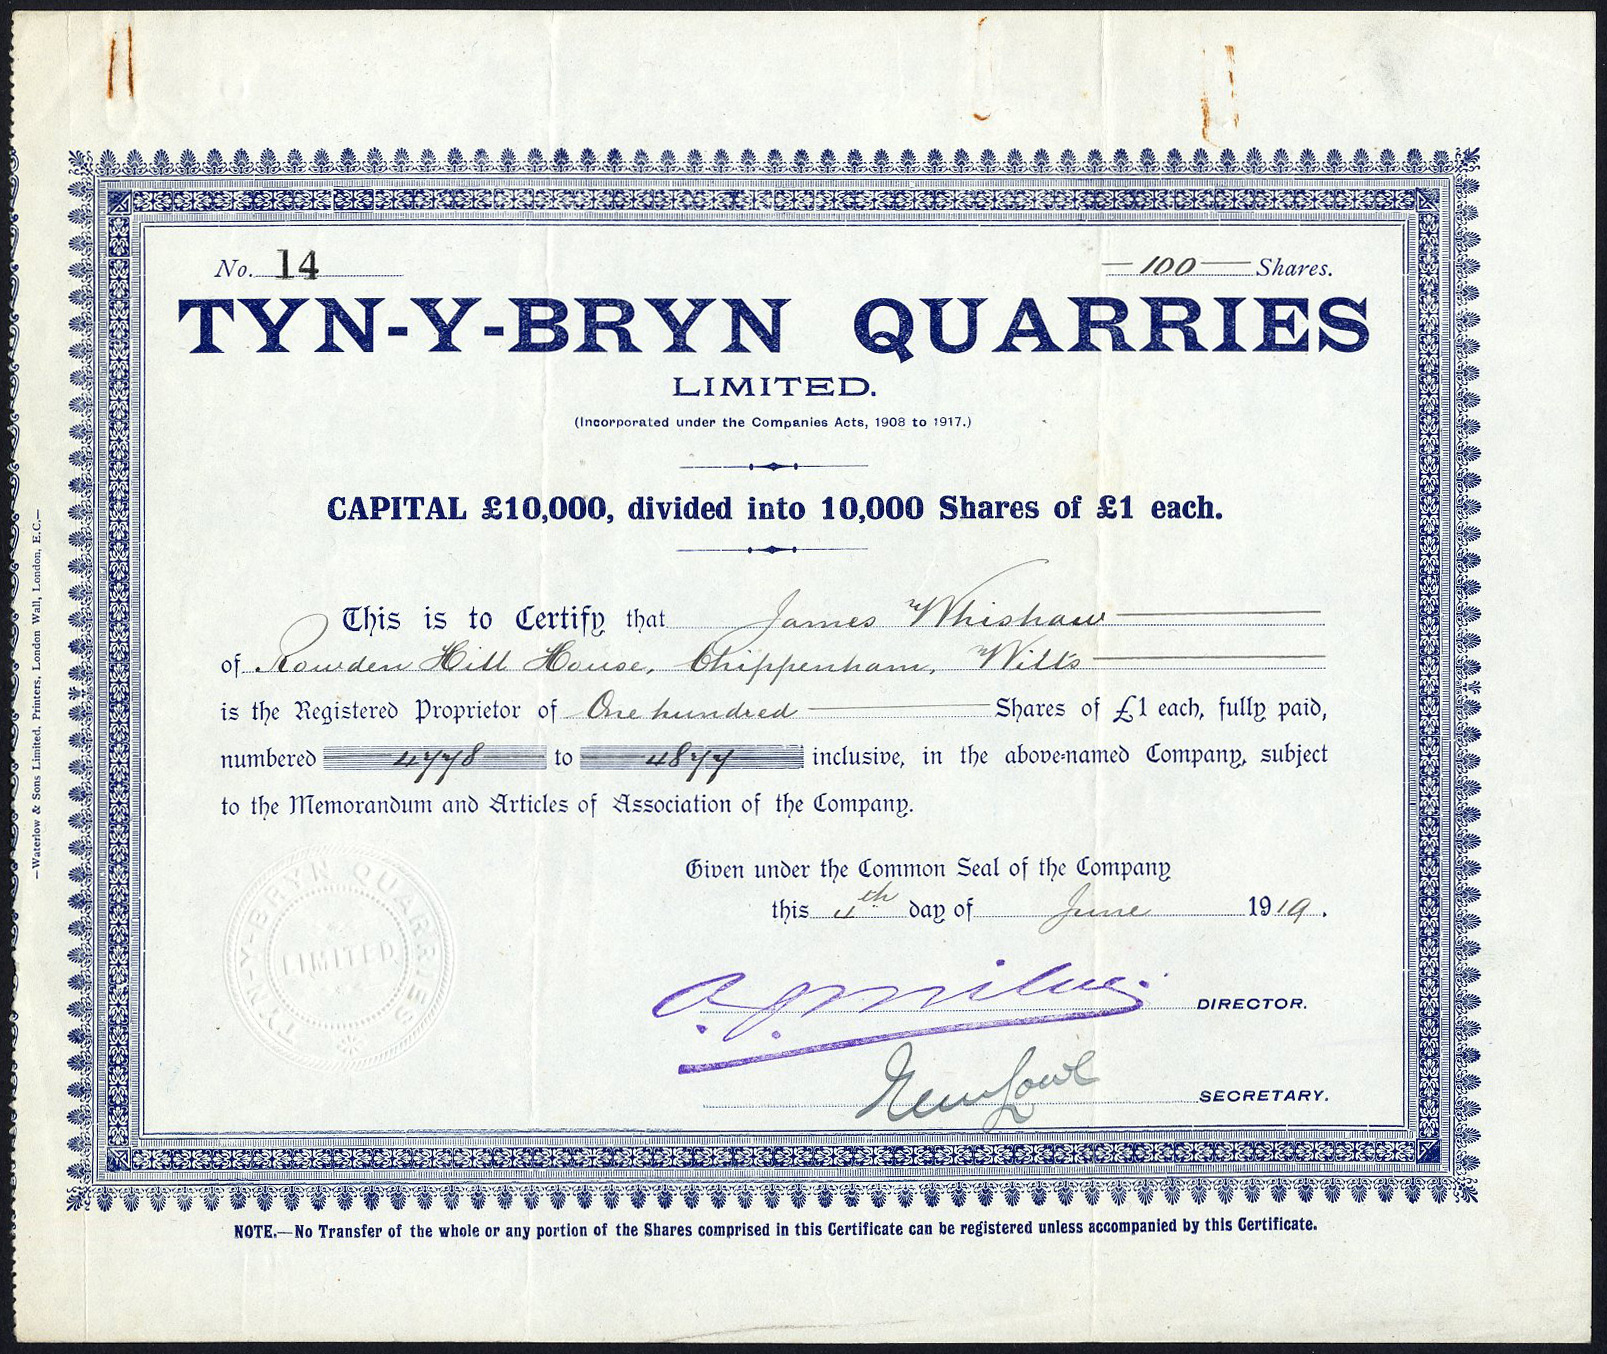 No. 14
—100— Shares.
TYN-Y-BRYN QUARRIES
LIMITED.
(Incorporated under the Companies Acts, 1908 to 1917.)
CAPITAL £10,000, divided into 10,000 Shares of £1 each.
This is to Certify that James Whishaw
of Rowden Hill House, Chippenham, Wilts
is the Registered Proprietor of One hundred Shares of £1 each, fully paid,
numbered 4778 to 4877 inclusive, in the above-named Company, subject
to the Memorandum and Articles of Association of the Company.
Given under the Common Seal of the Company
this 4th day of June 1919.
DIRECTOR.
SECRETARY.
TYN-Y-BRYN QUARRIES
LIMITED
NOTE.—No Transfer of the whole or any portion of the Shares comprised in this Certificate can be registered unless accompanied by this Certificate.
—Waterlow & Sons Limited, Printers, London Wall, London, E.C.—